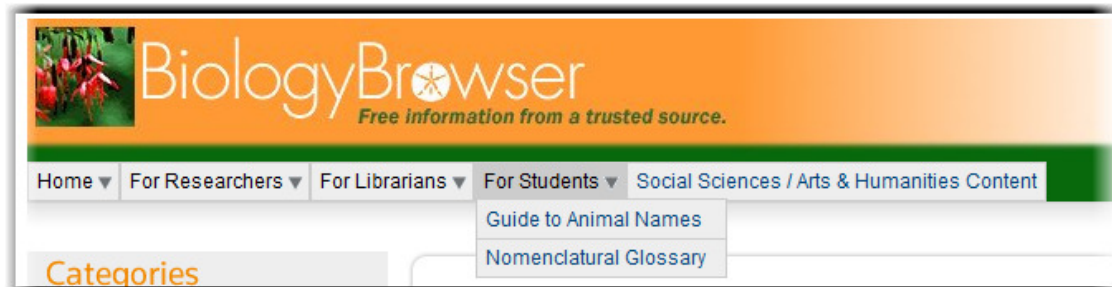 BiologyBrowser
Free information from a trusted source.
Home For Researchers For Librarians For Students Social Sciences / Arts & Humanities Content
Guide to Animal Names
Nomenclatural Glossary
Categories